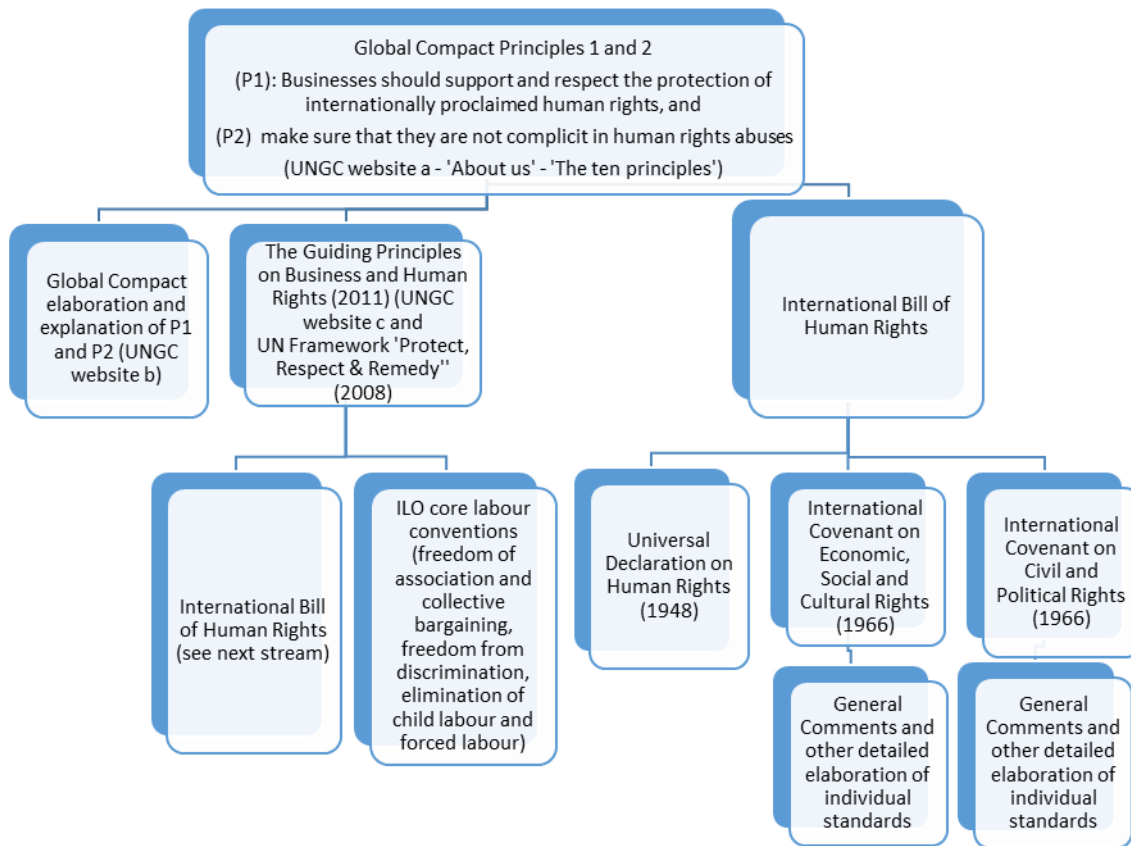 Global Compact Principles 1 and 2
(P1): Businesses should support and respect the protection of
internationally proclaimed human rights, and
(P2)  make sure that they are not complicit in human rights abuses
(UNGC website a - 'About us' - 'The ten principles')
Global Compact
elaboration and
explanation of P1
and P2 (UNGC
website b)
The Guiding Principles
on Business and Human
Rights (2011) (UNGC
website c and
UN Framework 'Protect,
Respect & Remedy''
(2008)
International Bill of
Human Rights
International Bill
of Human Rights
(see next stream)
ILO core labour
conventions
(freedom of
association and
collective
bargaining,
freedom from
discrimination,
elimination of
child labour and
forced labour)
Universal
Declaration on
Human Rights
(1948)
International
Covenant on
Economic,
Social and
Cultural Rights
(1966)
International
Covenant on
Civil and
Political Rights
(1966)
General
Comments and
other detailed
elaboration of
individual
standards
General
Comments and
other detailed
elaboration of
individual
standards